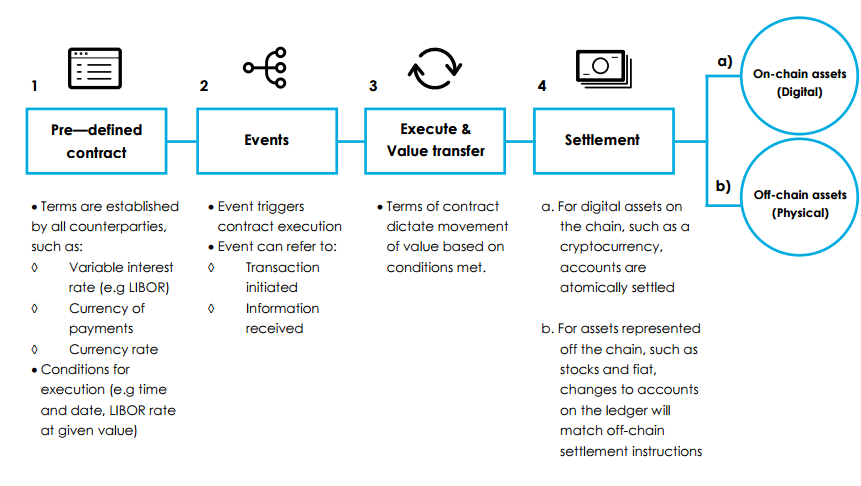 1
2
3
4
a)
On-chain assets
(Digital)
Pre—defined
contract
Events
Execute &
Value transfer
Settlement
b)
Off-chain assets
(Physical)
• Terms are established
by all counterparties,
such as:
◊ Variable interest
rate (e.g LIBOR)
◊ Currency of
payments
◊ Currency rate
• Conditions for
execution (e.g time
and date, LIBOR rate
at given value)
• Event triggers
contract execution
• Event can refer to:
◊ Transaction
initiated
◊ Information
received
• Terms of contract
dictate movement
of value based on
conditions met.
a. For digital assets on
the chain, such as a
cryptocurrency,
accounts are
atomically settled
b. For assets represented
off the chain, such as
stocks and fiat,
changes to accounts
on the ledger will
match off-chain
settlement instructions